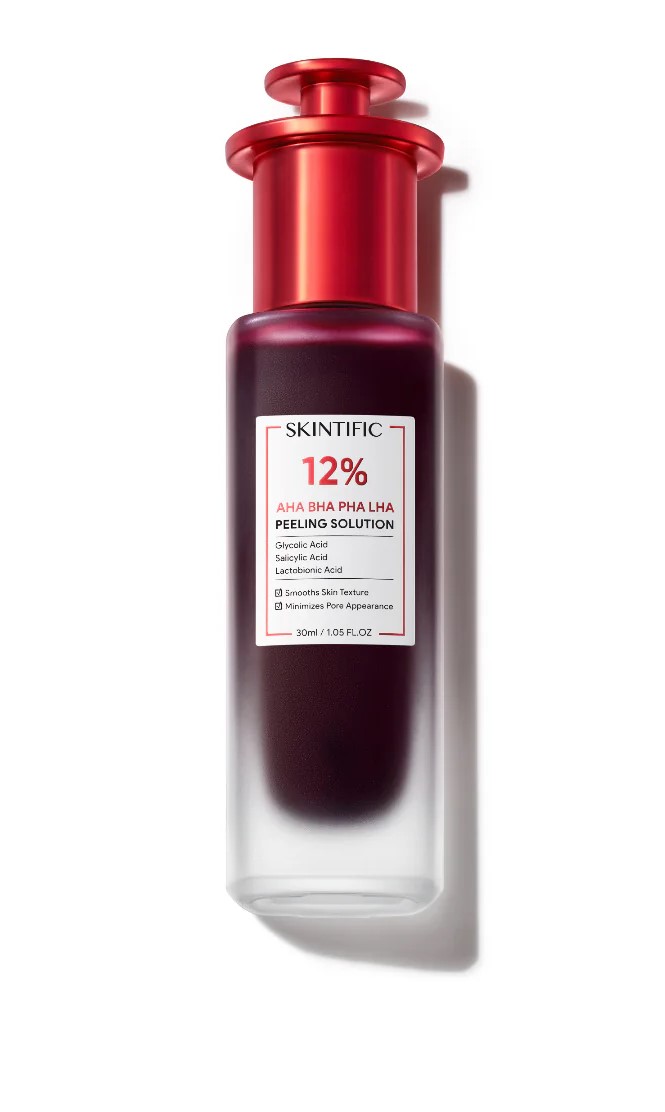 SKINTIFIC
12%
AHA BHA PHA LHA
PEELING SOLUTION
Glycolic Acid
Salicylic Acid
Lactobionic Acid
☑ Smooths Skin Texture
☑ Minimizes Pore Appearance
30ml / 1.05 FL.OZ